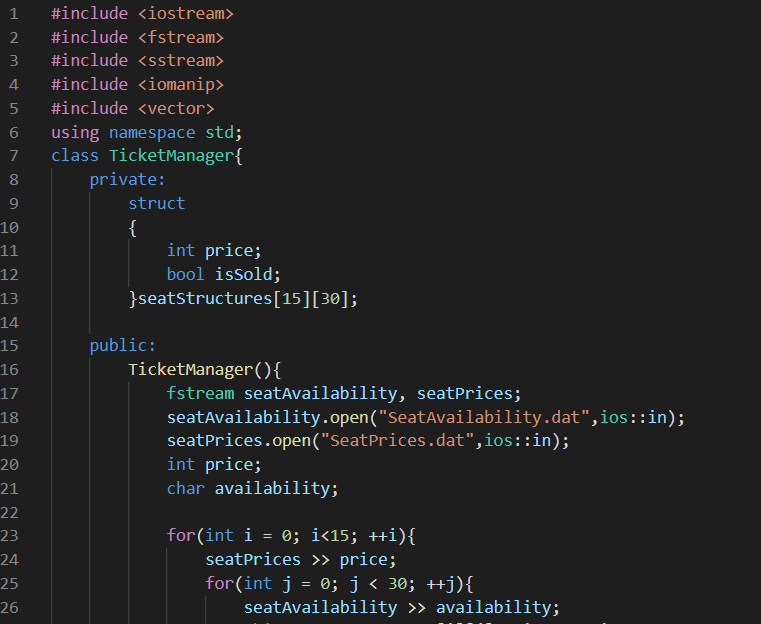 1 #include <iostream>
2 #include <fstream>
3 #include <sstream>
4 #include <iomanip>
5 #include <vector>
6 using namespace std;
7 class TicketManager{
8     private:
9         struct
10         {
11             int price;
12             bool isSold;
13         }seatStructures[15][30];
14
15     public:
16         TicketManager(){
17             fstream seatAvailability, seatPrices;
18             seatAvailability.open("SeatAvailability.dat",ios::in);
19             seatPrices.open("SeatPrices.dat",ios::in);
20             int price;
21             char availability;
22
23             for(int i = 0; i<15; ++i){
24                 seatPrices >> price;
25                 for(int j = 0; j < 30; ++j){
26                     seatAvailability >> availability;